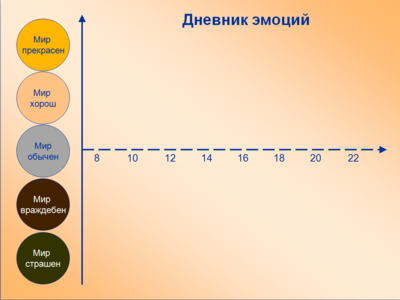 Дневник эмоций
Мир
прекрасен
Мир
хорош
Мир
обычен
Мир
враждебен
Мир
страшен
8 10 12 14 16 18 20 22